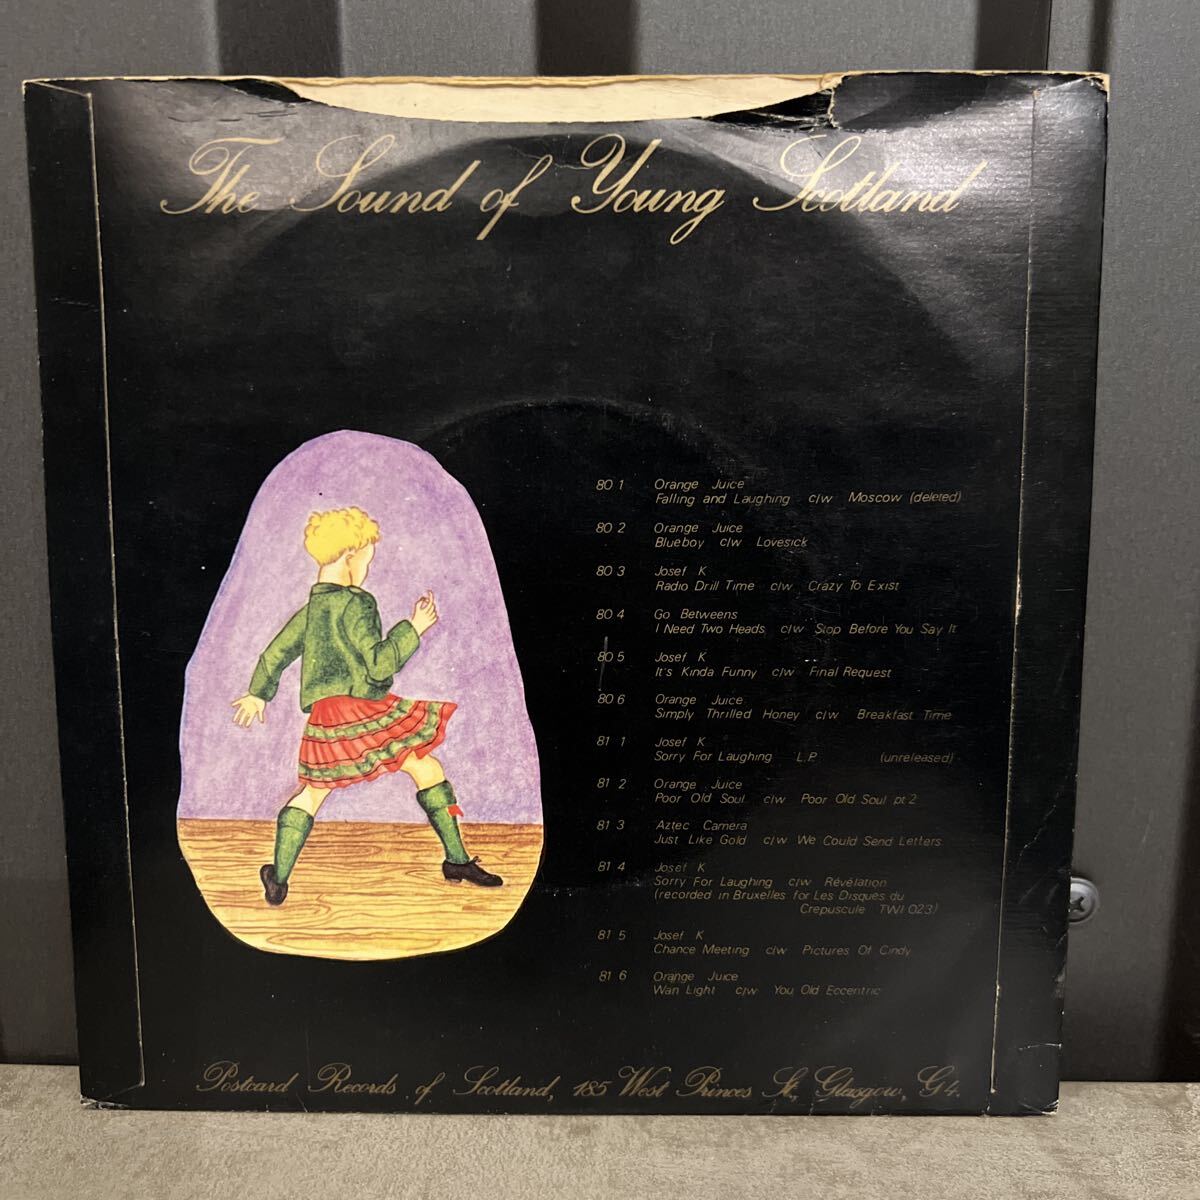 The Sound of Young Scotland
80 1 Orange Juice
Falling and Laughing c/w Moscow (deleted)
80 2 Orange Juice
Blueboy c/w Lovesick
80 3 Josef K
Radio Drill Time c/w Crazy To Exist
80 4 Go Betweens
I Need Two Heads c/w Stop Before You Say It
80 5 Josef K
It's Kinda Funny c/w Final Request
80 6 Orange Juice
Simply Thrilled Honey c/w Breakfast Time
81 1 Josef K
Sorry For Laughing L.P. (unreleased)
81 2 Orange Juice
Poor Old Soul c/w Poor Old Soul pt 2
81 3 Aztec Camera
Just Like Gold c/w We Could Send Letters
81 4 Josef K
Sorry For Laughing c/w Révélation
(recorded in Bruxelles for Les Disques du
Crepuscule TWI 023)
81 5 Josef K
Chance Meeting c/w Pictures Of Cindy
81 6 Orange Juice
Wan Light c/w You Old Eccentric
Postcard Records of Scotland, 185 West Princes St., Glasgow, G4.